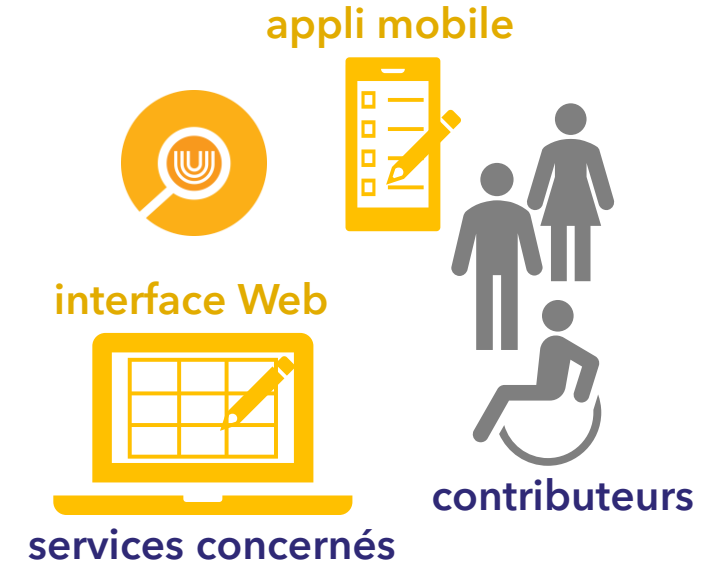 appli mobile
interface Web
contributeurs
services concernés